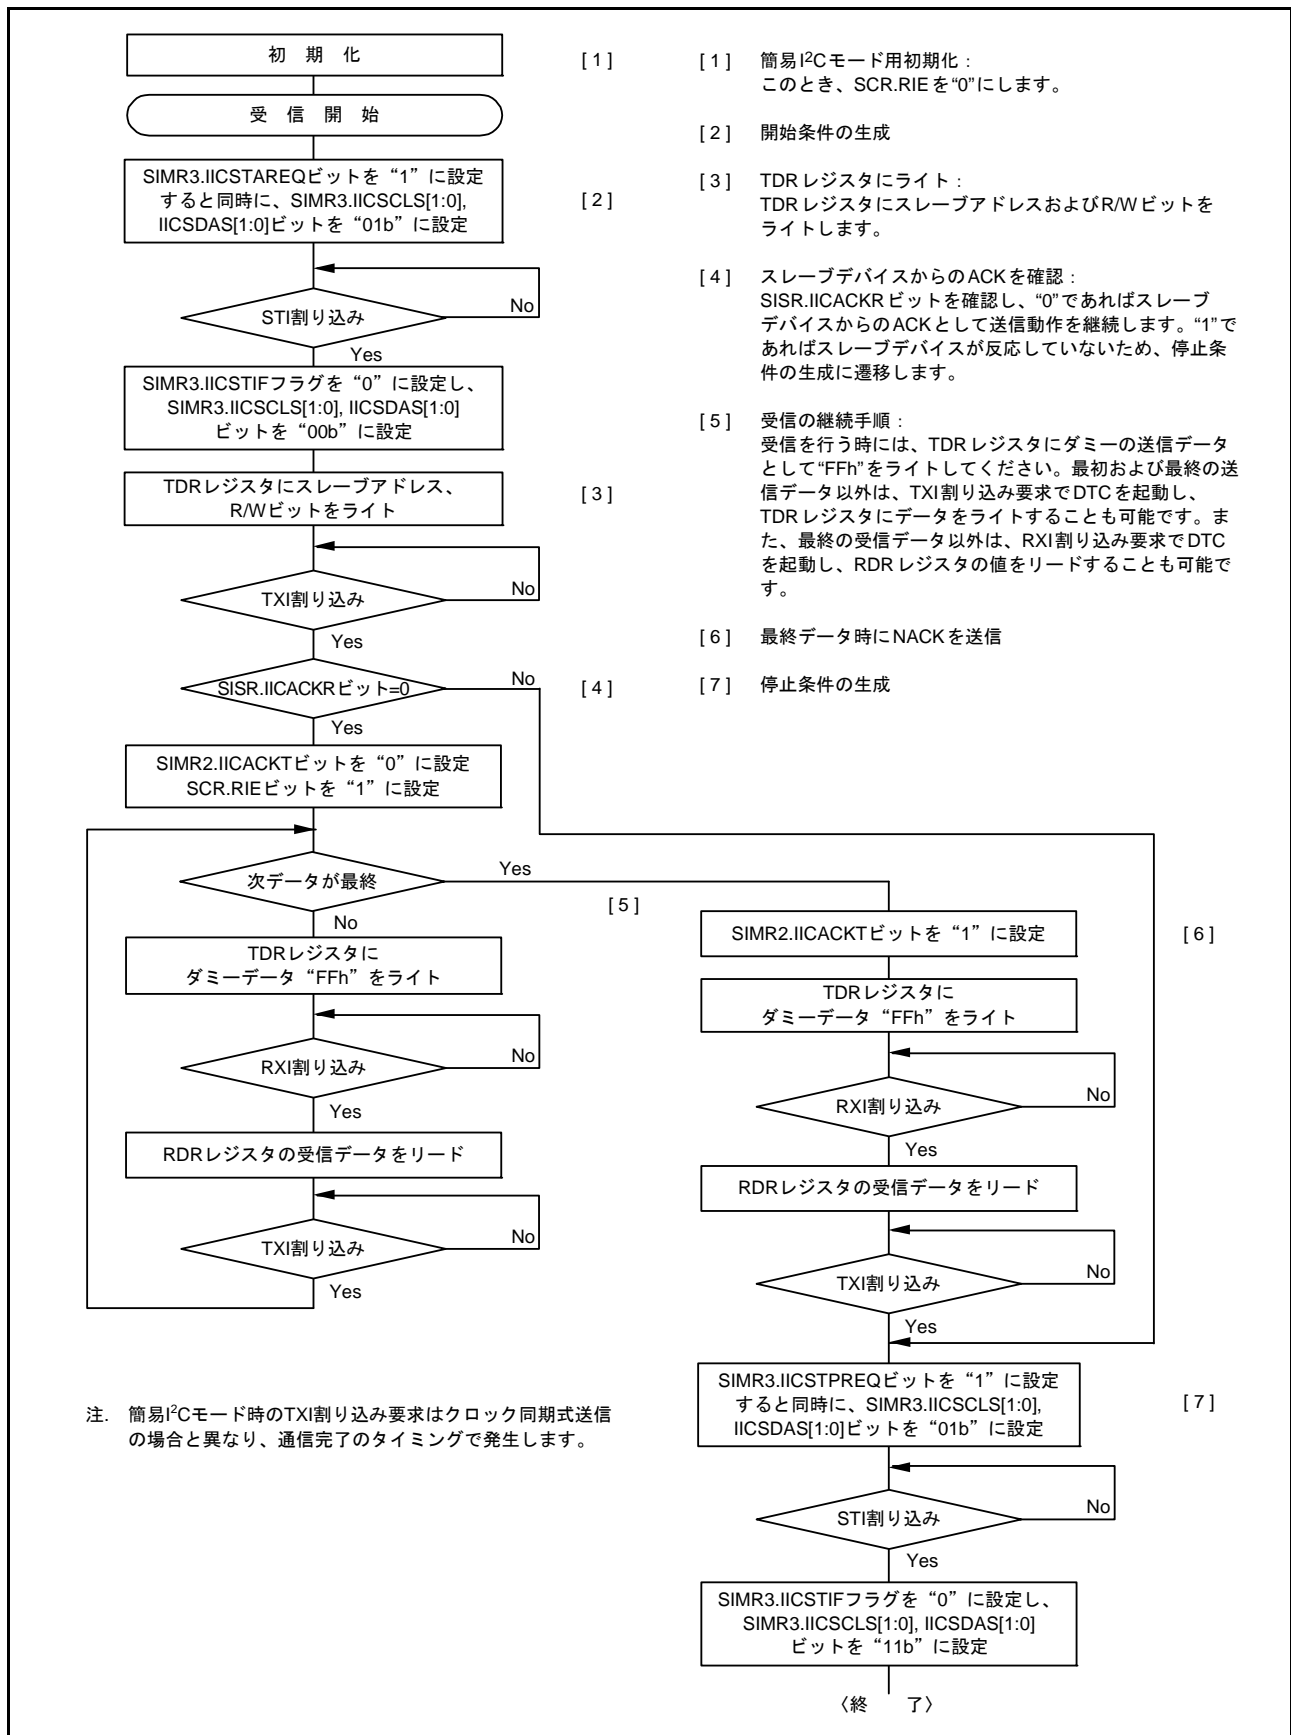 初 期 化
[ 1 ]
受 信 開 始
SIMR3.IICSTAREQビットを“1”に設定
すると同時に、SIMR3.IICSCLS[1:0],
IICSDAS[1:0]ビットを“01b”に設定
[ 2 ]
No
STI割り込み
Yes
SIMR3.IICSTIFフラグを“0”に設定し、
SIMR3.IICSCLS[1:0], IICSDAS[1:0]
ビットを“00b”に設定
TDRレジスタにスレーブアドレス、
R/Wビットをライト
[ 3 ]
No
TXI割り込み
Yes
SISR.IICACKRビット=0
No
[ 4 ]
Yes
SIMR2.IICACKTビットを“0”に設定
SCR.RIEビットを“1”に設定
次データが最終
Yes
[ 5 ]
No
TDRレジスタに
ダミーデータ“FFh”をライト
No
RXI割り込み
Yes
RDRレジスタの受信データをリード
No
TXI割り込み
Yes
[ 1 ] 簡易I²Cモード用初期化：
このとき、SCR.RIEを“0”にします。
[ 2 ] 開始条件の生成
[ 3 ] TDRレジスタにライト：
TDRレジスタにスレーブアドレスおよびR/Wビットを
ライトします。
[ 4 ] スレーブデバイスからのACKを確認：
SISR.IICACKRビットを確認し、“0”であればスレーブ
デバイスからのACKとして送信動作を継続します。“1”で
あればスレーブデバイスが反応していないため、停止条
件の生成に遷移します。
[ 5 ] 受信の継続手順：
受信を行う時には、TDRレジスタにダミーの送信データ
として“FFh”をライトしてください。最初および最終の送
信データ以外は、TXI割り込み要求でDTCを起動し、
TDRレジスタにデータをライトすることも可能です。ま
た、最終の受信データ以外は、RXI割り込み要求でDTC
を起動し、RDRレジスタの値をリードすることも可能で
す。
[ 6 ] 最終データ時にNACKを送信
[ 7 ] 停止条件の生成
SIMR2.IICACKTビットを“1”に設定
[ 6 ]
TDRレジスタに
ダミーデータ“FFh”をライト
No
RXI割り込み
Yes
RDRレジスタの受信データをリード
No
TXI割り込み
Yes
SIMR3.IICSTPREQビットを“1”に設定
すると同時に、SIMR3.IICSCLS[1:0],
IICSDAS[1:0]ビットを“01b”に設定
[ 7 ]
No
STI割り込み
Yes
SIMR3.IICSTIFフラグを“0”に設定し、
SIMR3.IICSCLS[1:0], IICSDAS[1:0]
ビットを“11b”に設定
〈終 了〉
注. 簡易I²Cモード時のTXI割り込み要求はクロック同期式送信
の場合と異なり、通信完了のタイミングで発生します。